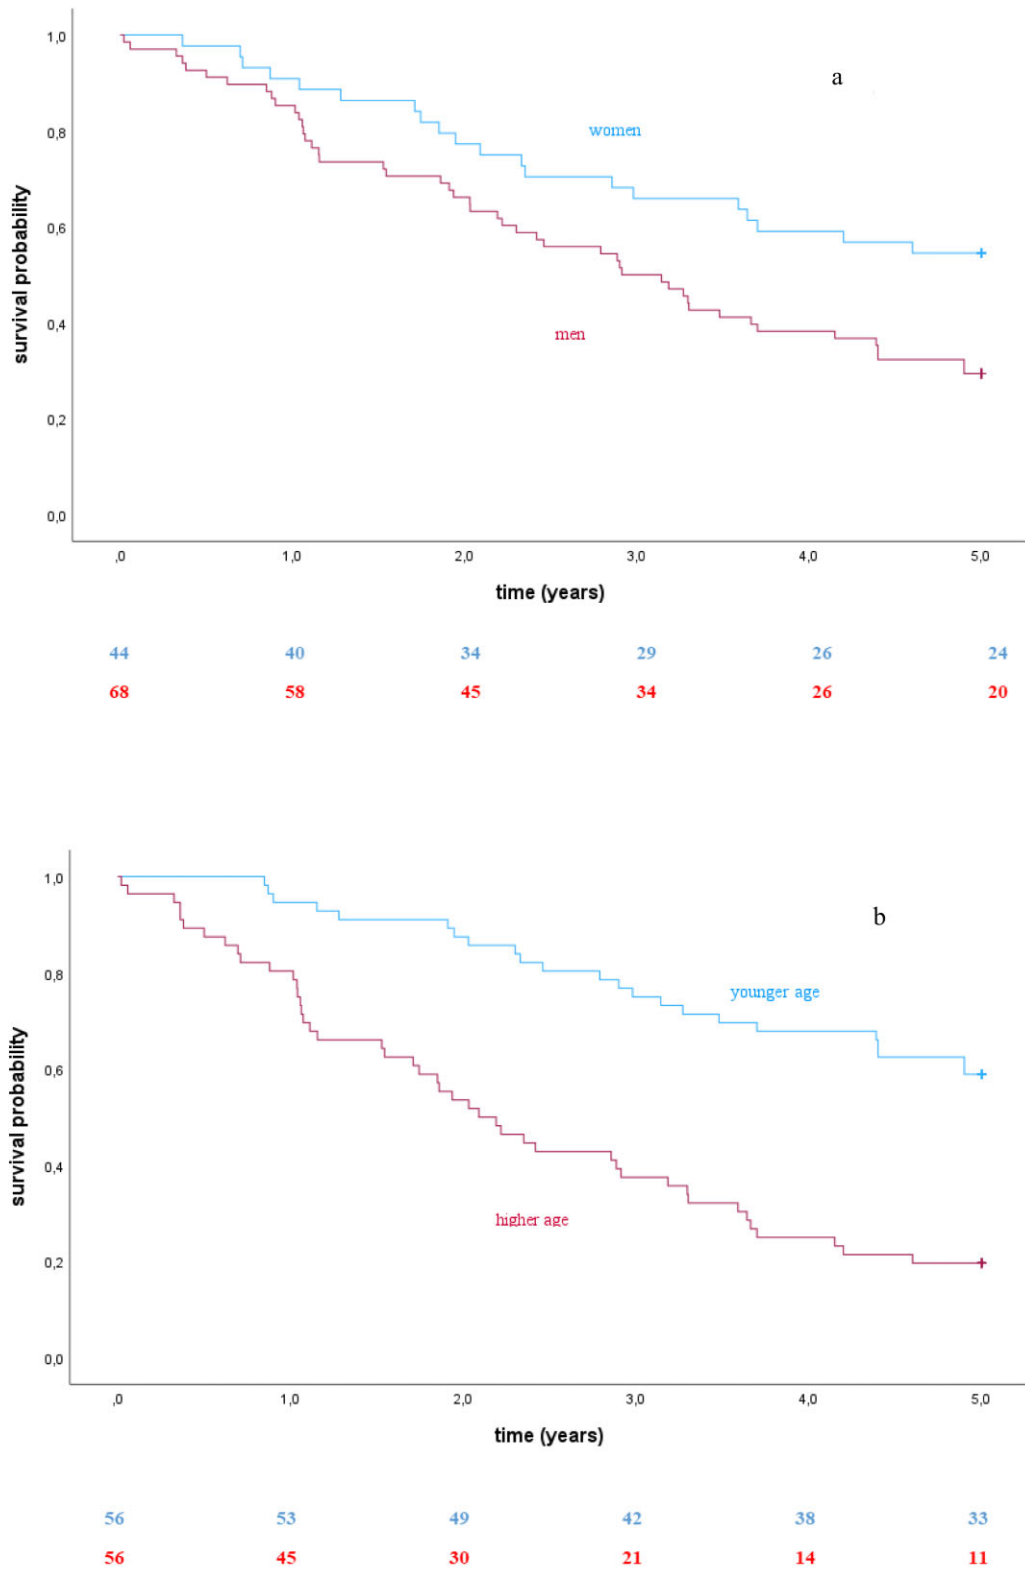 1,0
a
women
0,8
0,6
survival probability
0,4
men
0,2
0,0
,0 1,0 2,0 3,0 4,0 5,0
time (years)
44 40 34 29 26 24
68 58 45 34 26 20
1,0
b
0,8
younger age
0,6
survival probability
0,4
higher age
0,2
0,0
,0 1,0 2,0 3,0 4,0 5,0
time (years)
56 53 49 42 38 33
56 45 30 21 14 11